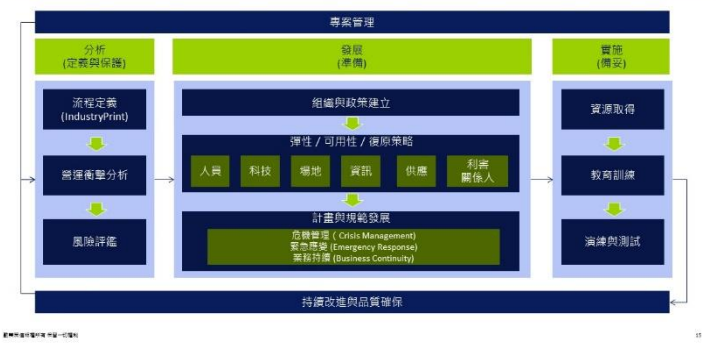 專案管理
分析
(定義與保護)
發展
(準備)
實施
(備妥)
流程定義
(IndustryPrint)
營運衝擊分析
風險評鑑
組織與政策建立
彈性 / 可用性 / 復原策略
人員
科技
場地
資訊
供應
利害
關係人
計畫與規範發展
危機管理 ( Crisis Management)
緊急應變 (Emergency Response)
業務持續 (Business Continuity)
資源取得
教育訓練
演練與測試
持續改進與品質確保